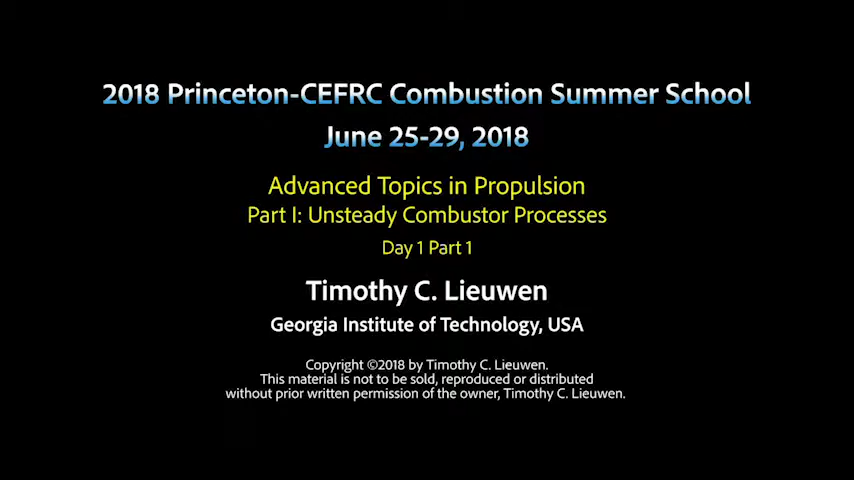 2018 Princeton-CEFRC Combustion Summer School
June 25-29, 2018
Advanced Topics in Propulsion
Part I: Unsteady Combustor Processes
Day 1 Part 1
Timothy C. Lieuwen
Georgia Institute of Technology, USA
Copyright ©2018 by Timothy C. Lieuwen.
This material is not to be sold, reproduced or distributed
without prior written permission of the owner, Timothy C. Lieuwen.